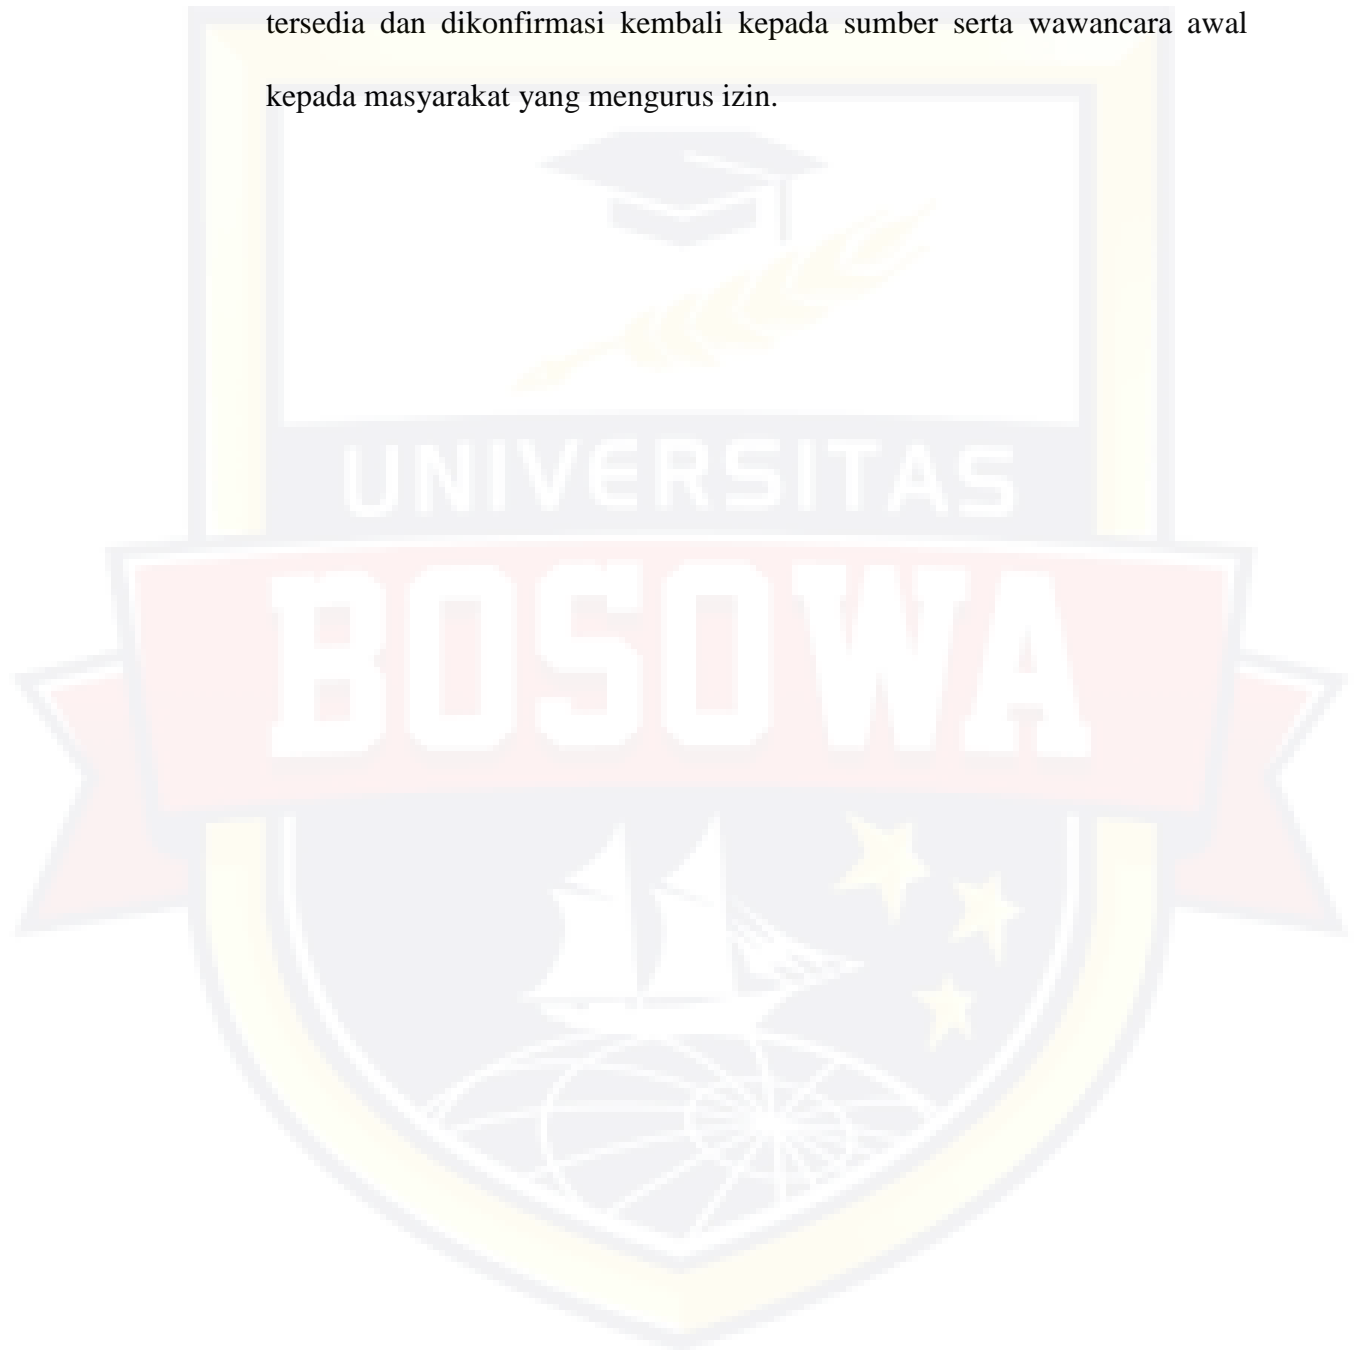 tersedia dan dikonfirmasi kembali kepada sumber serta wawancara awal
kepada masyarakat yang mengurus izin.
UNIVERSITAS
BOSOWA